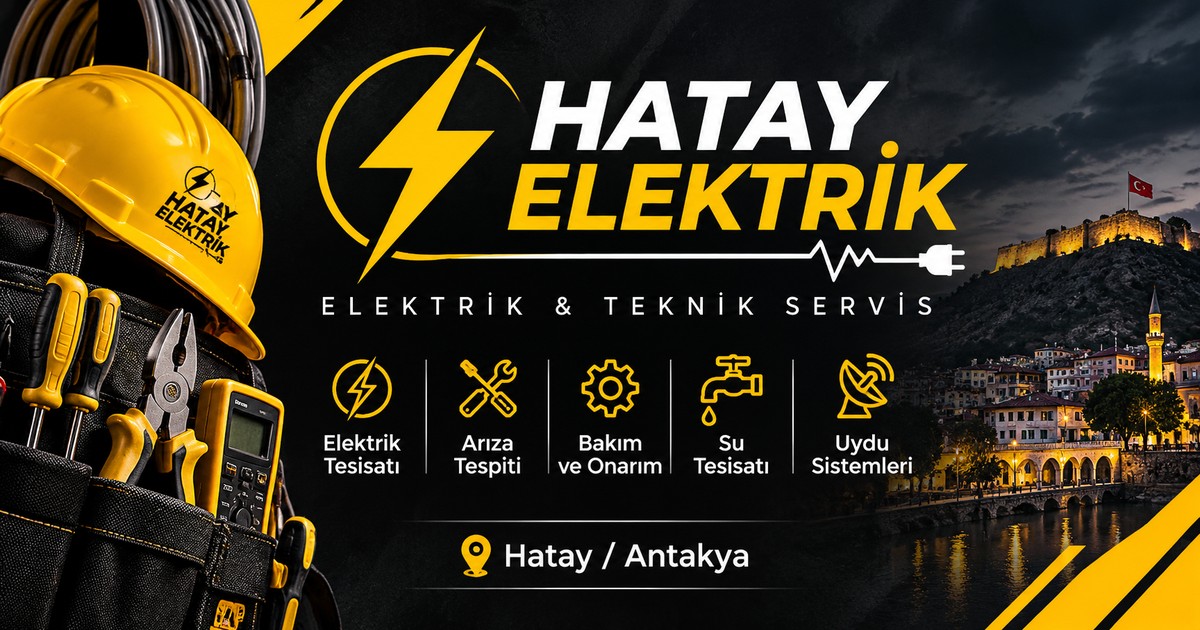 HATAY
ELEKTRİK
HATAY
ELEKTRİK
ELEKTRİK & TEKNİK SERVİS
Elektrik
Tesisatı
Arıza
Tespiti
Bakım
ve Onarım
Su
Tesisatı
Uydu
Sistemleri
Hatay / Antakya